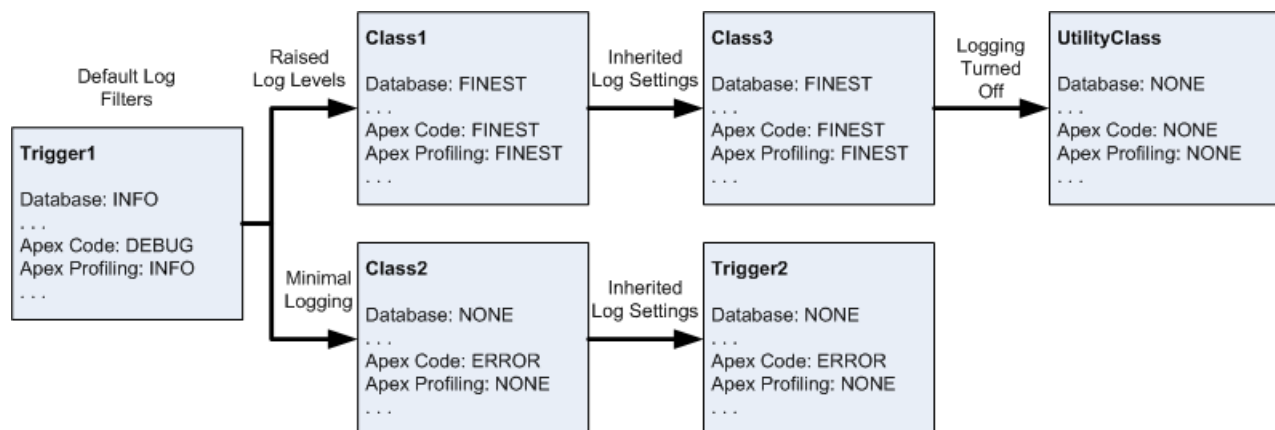 Default Log
Filters
Trigger1
Database: INFO
. . .
Apex Code: DEBUG
Apex Profiling: INFO
. . .
Raised
Log Levels
Class1
Database: FINEST
. . .
Apex Code: FINEST
Apex Profiling: FINEST
. . .
Inherited
Log Settings
Class3
Database: FINEST
. . .
Apex Code: FINEST
Apex Profiling: FINEST
. . .
Logging
Turned
Off
UtilityClass
Database: NONE
. . .
Apex Code: NONE
Apex Profiling: NONE
. . .
Minimal
Logging
Class2
Database: NONE
. . .
Apex Code: ERROR
Apex Profiling: NONE
. . .
Inherited
Log Settings
Trigger2
Database: NONE
. . .
Apex Code: ERROR
Apex Profiling: NONE
. . .